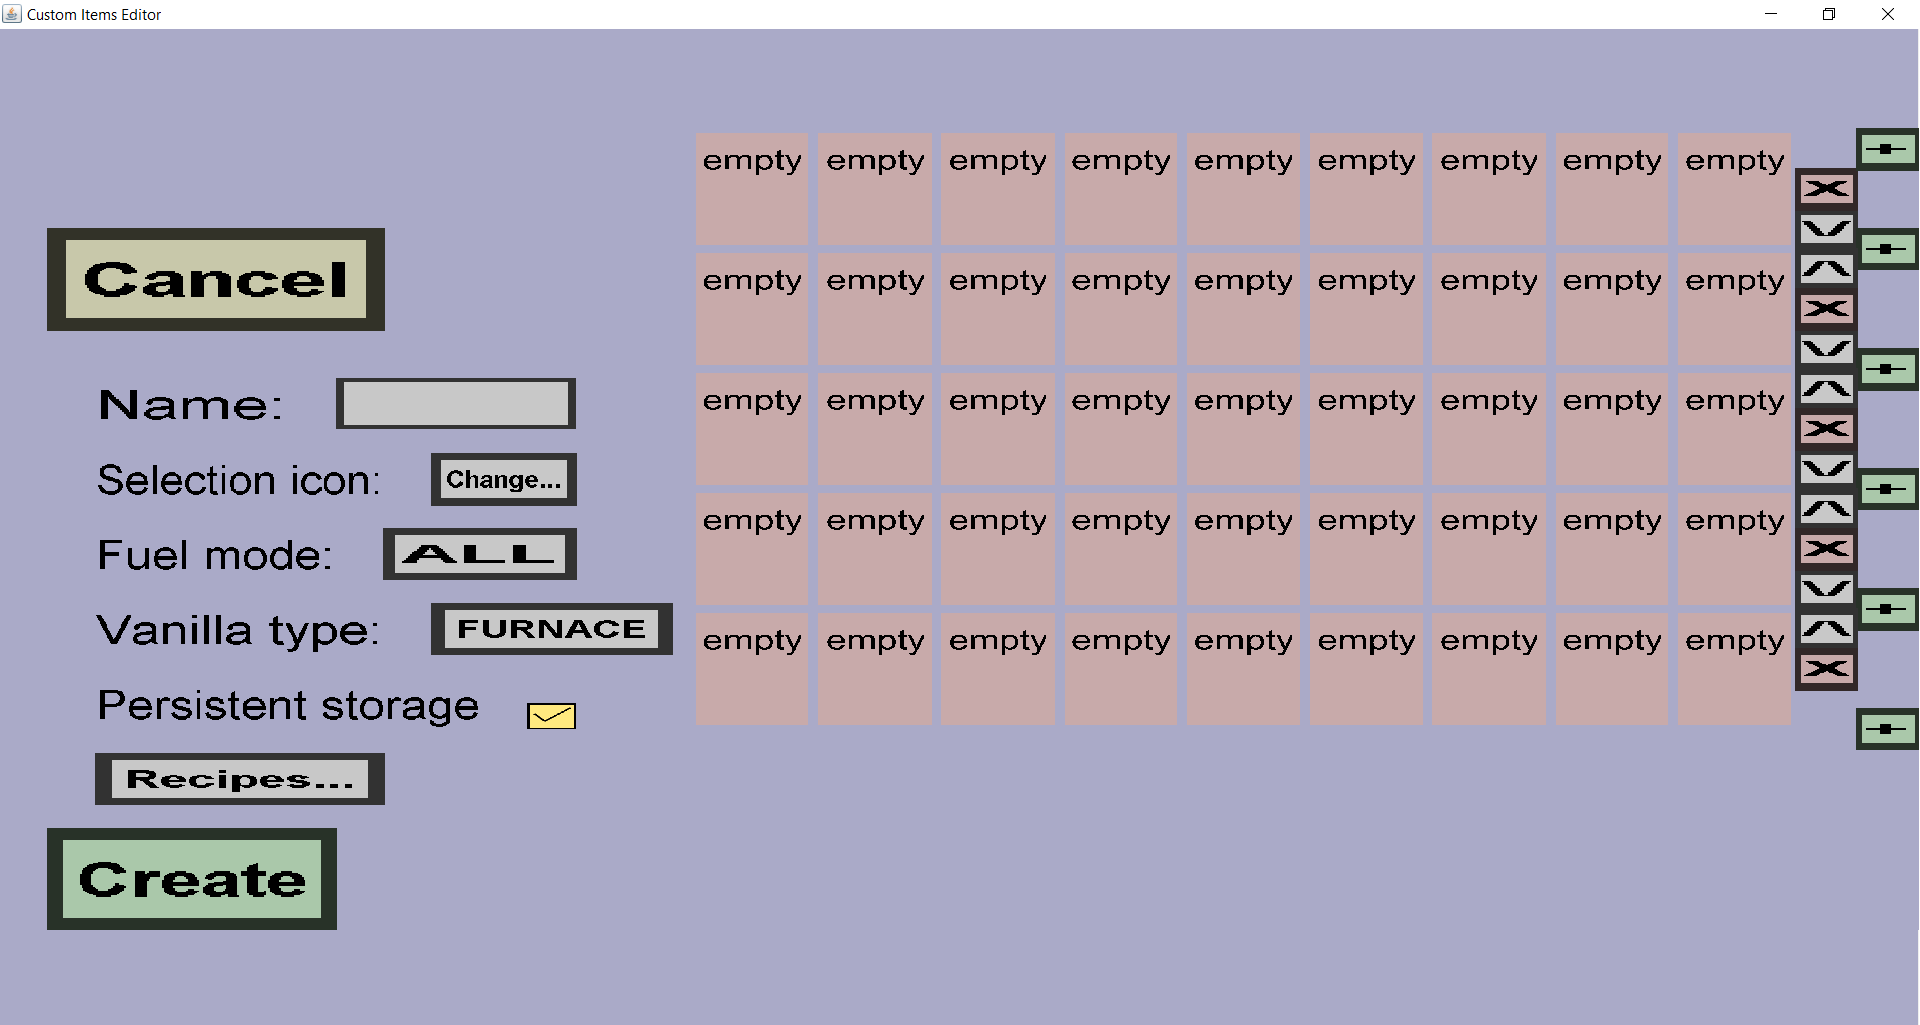 Custom Items Editor
empty empty empty empty empty empty empty empty empty
Cancel
empty empty empty empty empty empty empty empty empty
Name:
empty empty empty empty empty empty empty empty empty
Selection icon: Change...
empty empty empty empty empty empty empty empty empty
Fuel mode: ALL
Vanilla type: FURNACE
empty empty empty empty empty empty empty empty empty
Persistent storage
Recipes...
Create